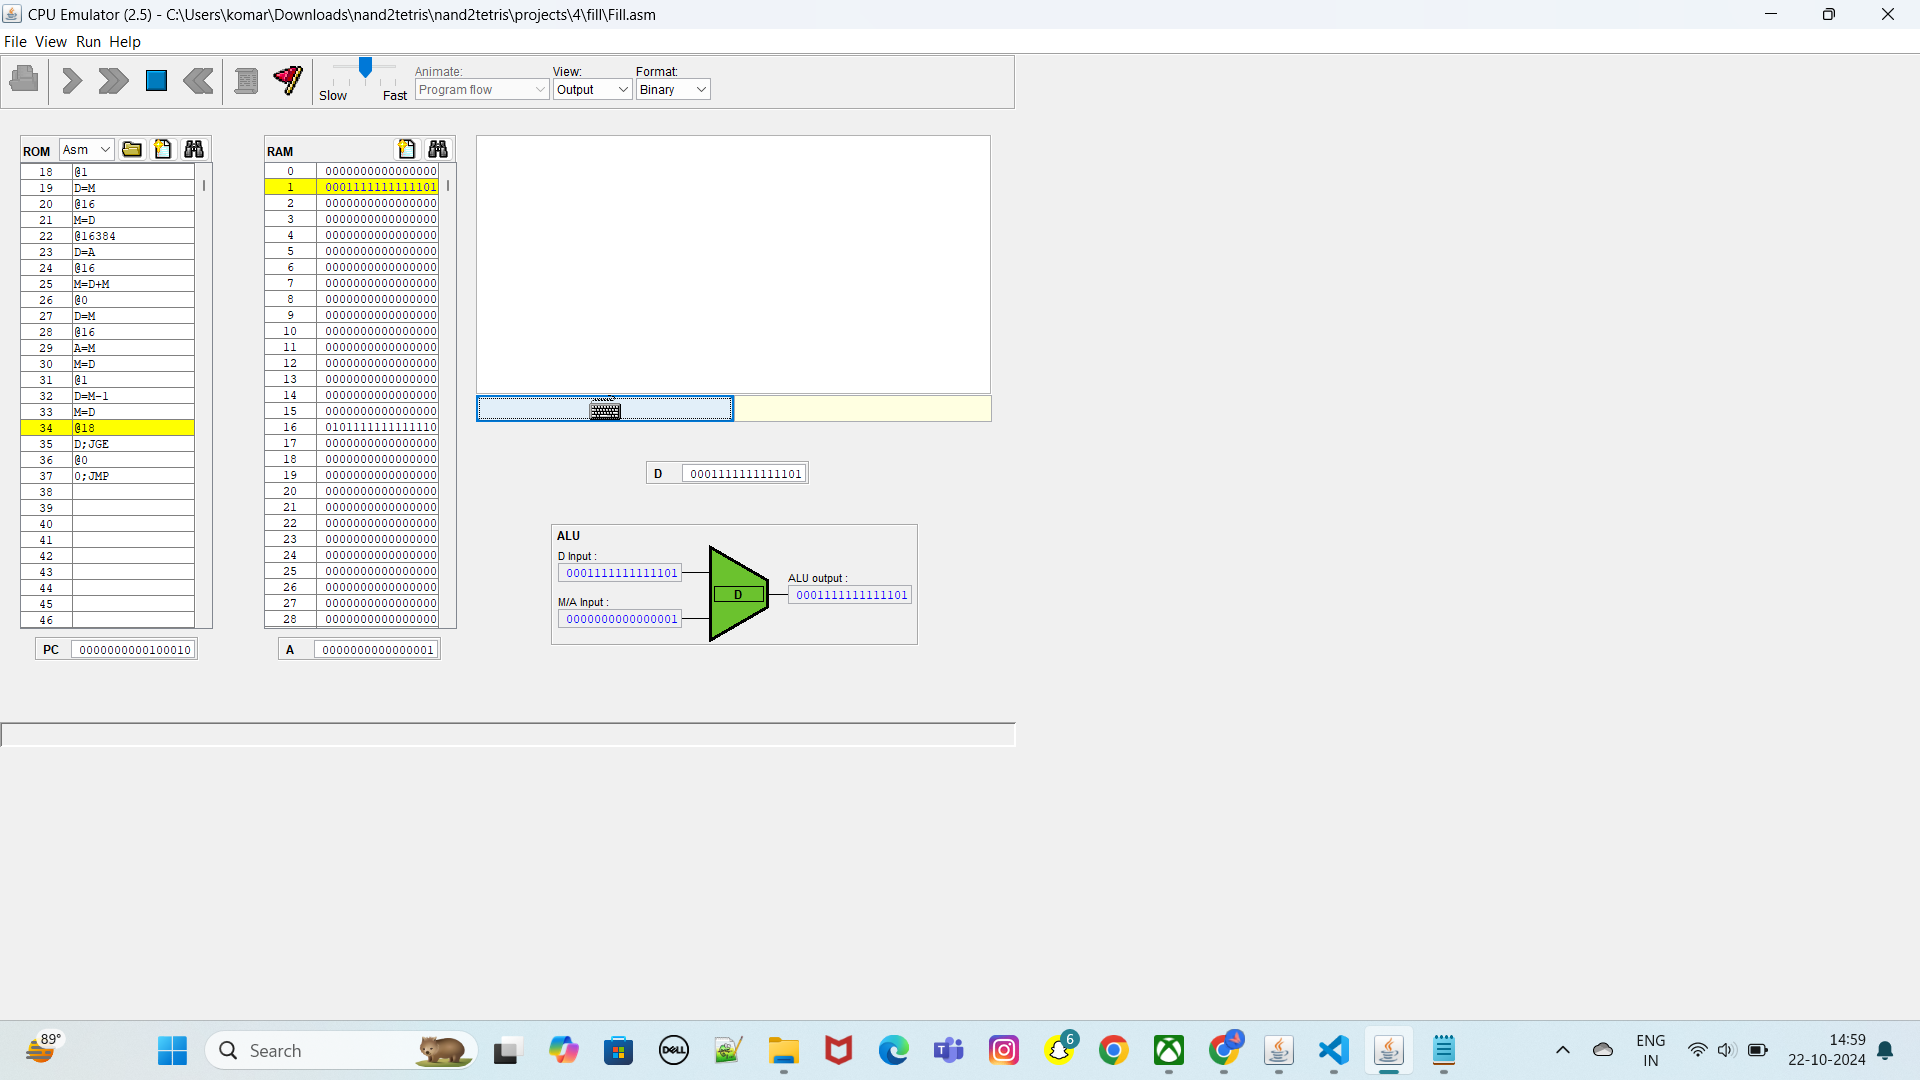 CPU Emulator (2.5) - C:\Users\komar\Downloads\nand2tetris\nand2tetris\projects\4\fill\Fill.asm
File View Run Help
Slow Fast
Animate:
Program flow
View:
Output
Format:
Binary
ROM Asm
18 @1
19 D=M
20 @16
21 M=D
22 @16384
23 D=A
24 @16
25 M=D+M
26 @0
27 D=M
28 @16
29 A=M
30 M=D
31 @1
32 D=M-1
33 M=D
34 @18
35 D;JGE
36 @0
37 0;JMP
38
39
40
41
42
43
44
45
46
PC 0000000000100010
RAM
0 0000000000000000
1 0001111111111101
2 0000000000000000
3 0000000000000000
4 0000000000000000
5 0000000000000000
6 0000000000000000
7 0000000000000000
8 0000000000000000
9 0000000000000000
10 0000000000000000
11 0000000000000000
12 0000000000000000
13 0000000000000000
14 0000000000000000
15 0000000000000000
16 0101111111111110
17 0000000000000000
18 0000000000000000
19 0000000000000000
20 0000000000000000
21 0000000000000000
22 0000000000000000
23 0000000000000000
24 0000000000000000
25 0000000000000000
26 0000000000000000
27 0000000000000000
28 0000000000000000
A 0000000000000001
D 0001111111111101
ALU
D Input :
0001111111111101
M/A Input :
0000000000000001
D
ALU output :
0001111111111101
89°
Search
DELL
6
ENG
IN
14:59
22-10-2024